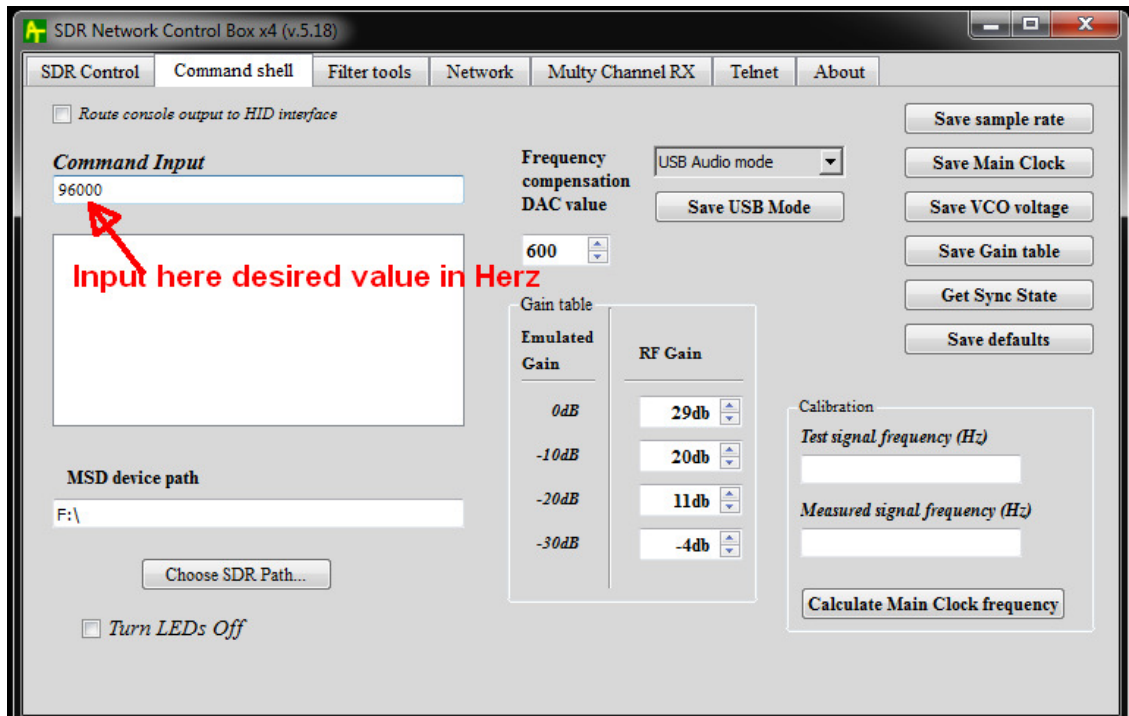 SDR Network Control Box x4 (v.5.18)
SDR Control Command shell Filter tools Network Multy Channel RX Telnet About
Route console output to HID interface
Command Input
96000
Input here desired value in Herz
MSD device path
F:\
Choose SDR Path...
Turn LEDs Off
Frequency
compensation
DAC value
USB Audio mode
Save USB Mode
600
Gain table
Emulated
Gain
RF Gain
0dB 29db
-10dB 20db
-20dB 11db
-30dB -4db
Save sample rate
Save Main Clock
Save VCO voltage
Save Gain table
Get Sync State
Save defaults
Calibration
Test signal frequency (Hz)
Measured signal frequency (Hz)
Calculate Main Clock frequency